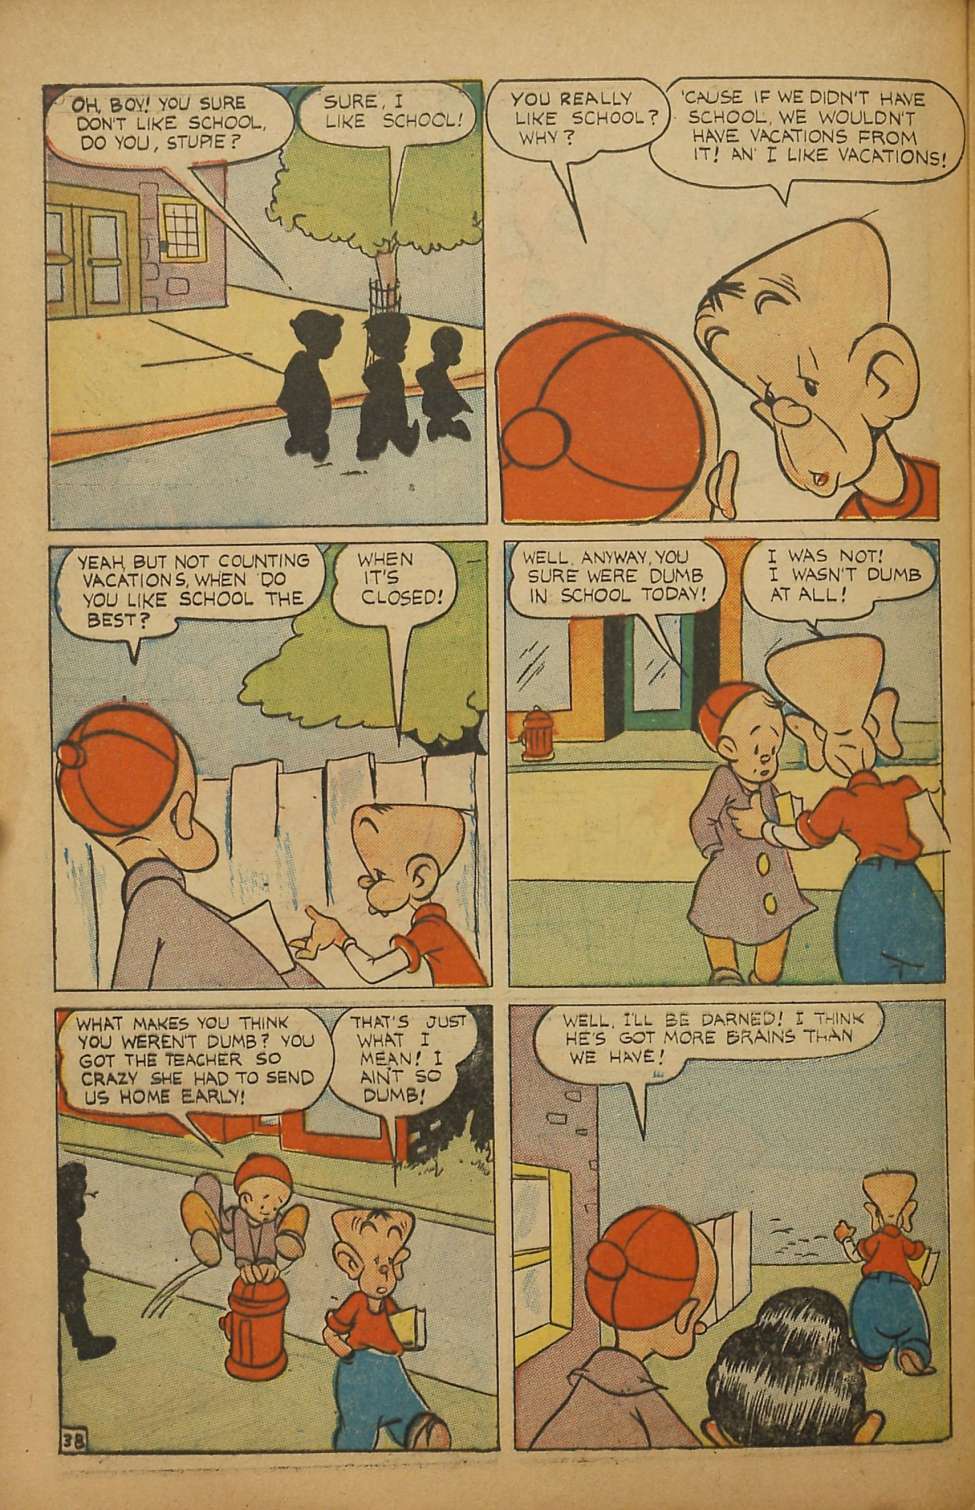 OH, BOY! YOU SURE
DON'T LIKE SCHOOL,
DO YOU, STUPIE?
SURE, I
LIKE SCHOOL!
YOU REALLY
LIKE SCHOOL?
WHY?
'CAUSE IF WE DIDN'T HAVE
SCHOOL, WE WOULDN'T
HAVE VACATIONS FROM
IT! AN' I LIKE VACATIONS!
YEAH, BUT NOT COUNTING
VACATIONS, WHEN DO
YOU LIKE SCHOOL THE
BEST?
WHEN
IT'S
CLOSED!
WELL, ANYWAY, YOU
SURE WERE DUMB
IN SCHOOL TODAY!
I WAS NOT!
I WASN'T DUMB
AT ALL!
WHAT MAKES YOU THINK
YOU WEREN'T DUMB? YOU
GOT THE TEACHER SO
CRAZY SHE HAD TO SEND
US HOME EARLY!
THAT'S JUST
WHAT I
MEAN! I
AIN'T SO
DUMB!
WELL, I'LL BE DARNED! I THINK
HE'S GOT MORE BRAINS THAN
WE HAVE!
38